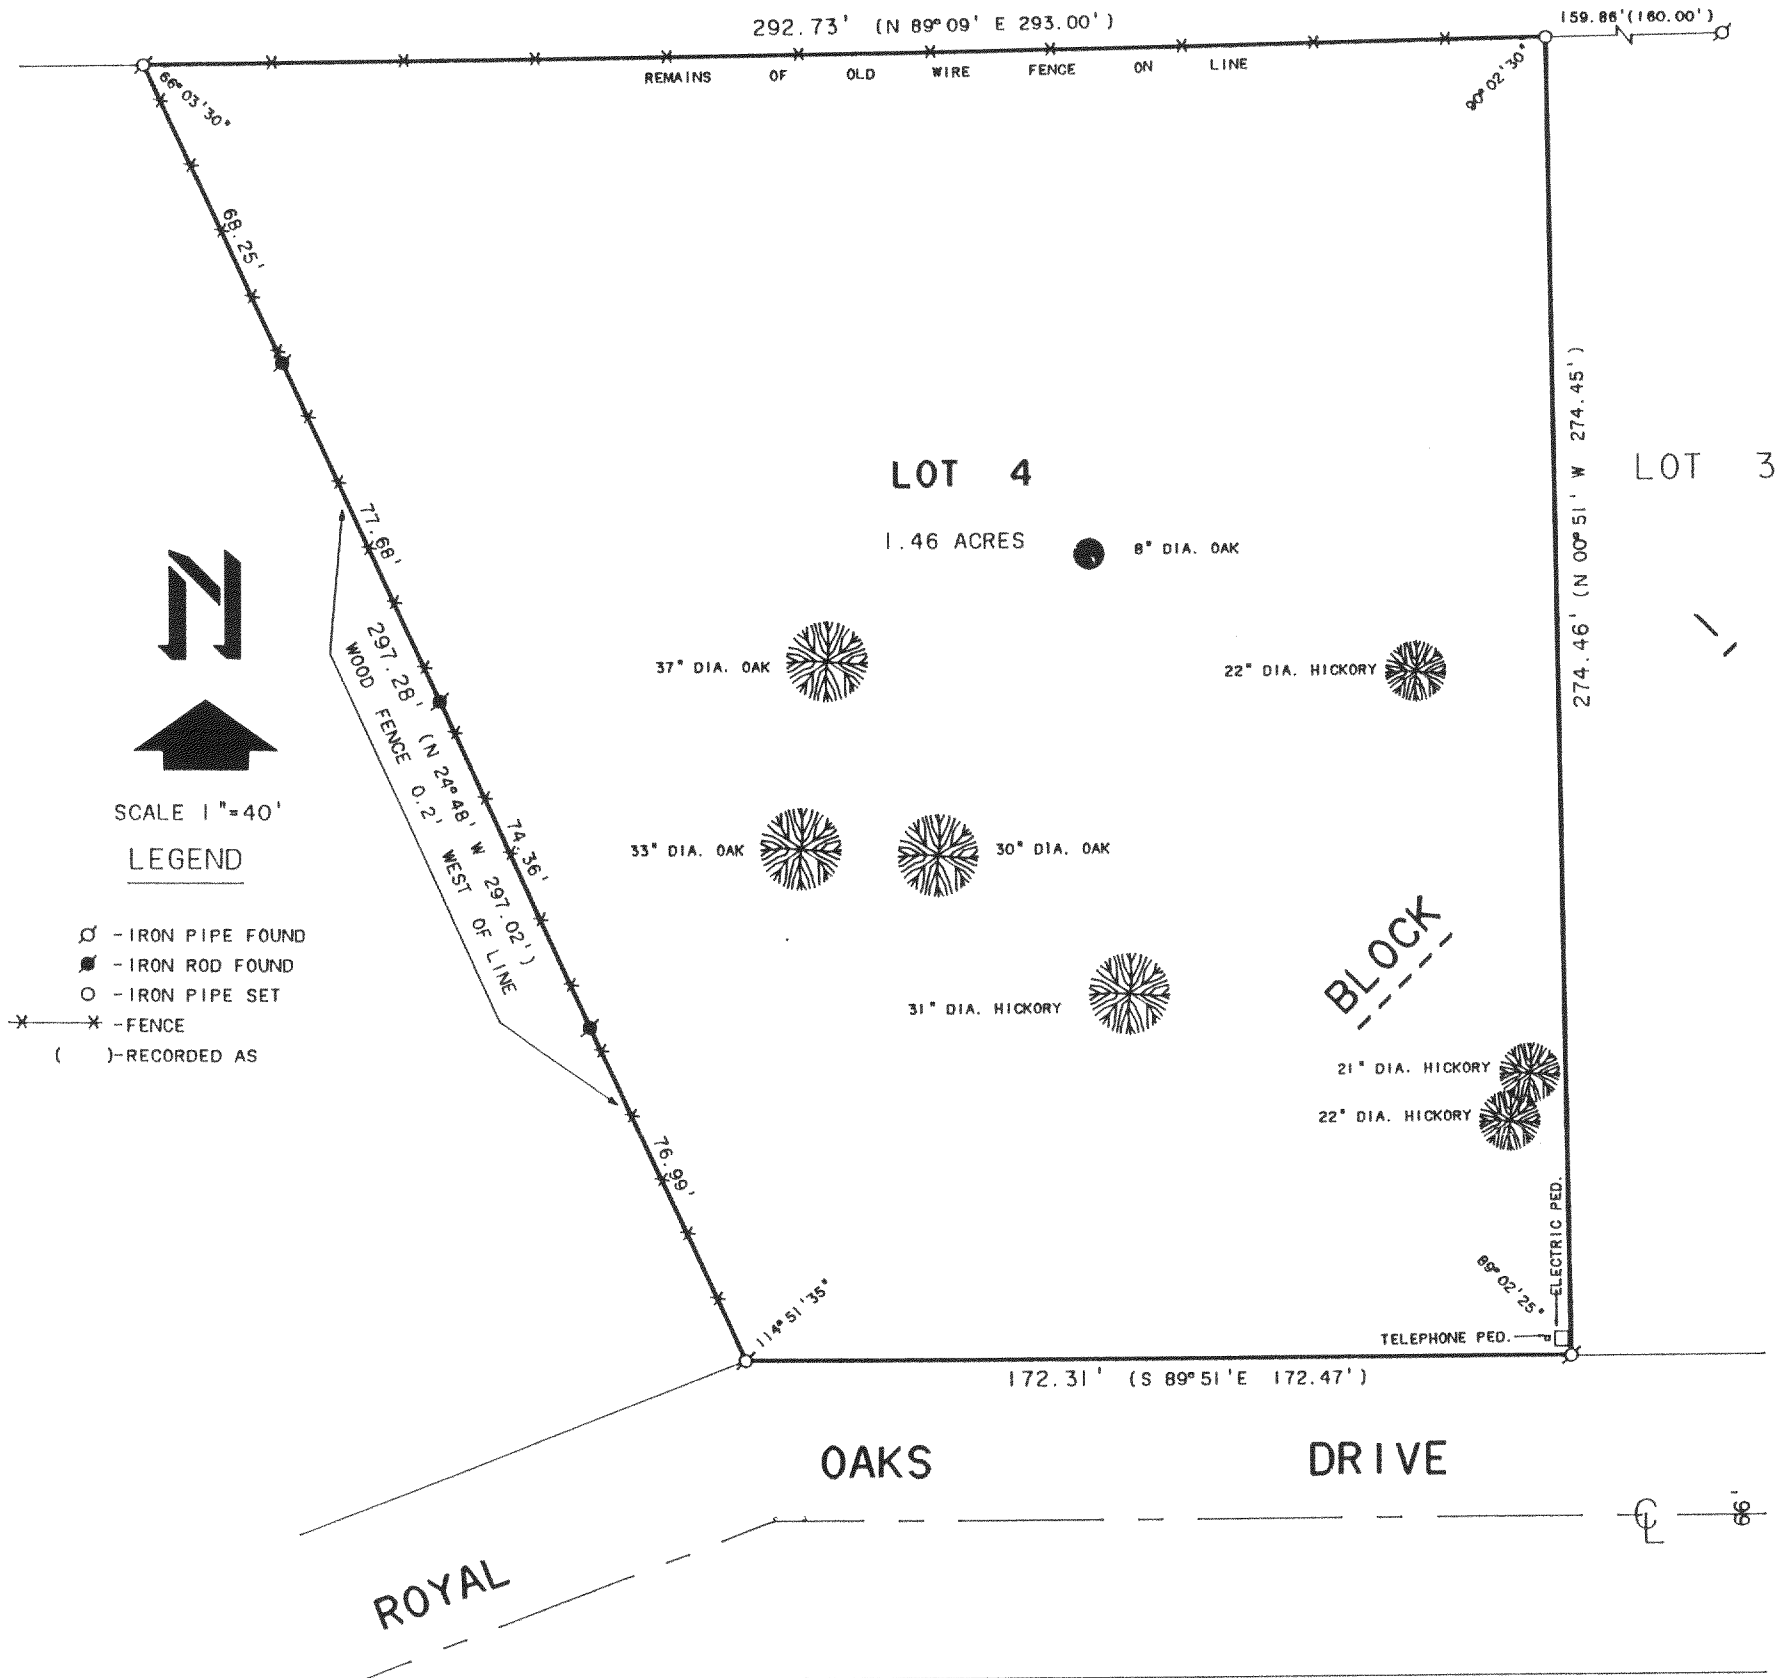 292.73' (N 89°09' E 293.00')
159.86'(160.00')
REMAINS OF OLD WIRE FENCE ON LINE
66°03'30"
90°02'30"
68.25'
274.46' (N 00°51' W 274.45')
LOT 4
LOT 3
1.46 ACRES
8" DIA. OAK
77.68'
N
297.28' (N 24°48' W 297.02')
WOOD FENCE 0.2' WEST OF LINE
37" DIA. OAK
22" DIA. HICKORY
SCALE 1"=40'
LEGEND
74.36'
33" DIA. OAK
30" DIA. OAK
-IRON PIPE FOUND
-IRON ROD FOUND
-IRON PIPE SET
-FENCE
( )-RECORDED AS
BLOCK 1
31" DIA. HICKORY
21" DIA. HICKORY
22" DIA. HICKORY
76.99'
ELECTRIC PED.
89°02'25"
114°51'35"
TELEPHONE PED.
172.31' (S 89°51'E 172.47')
ROYAL OAKS DRIVE
CL
66'